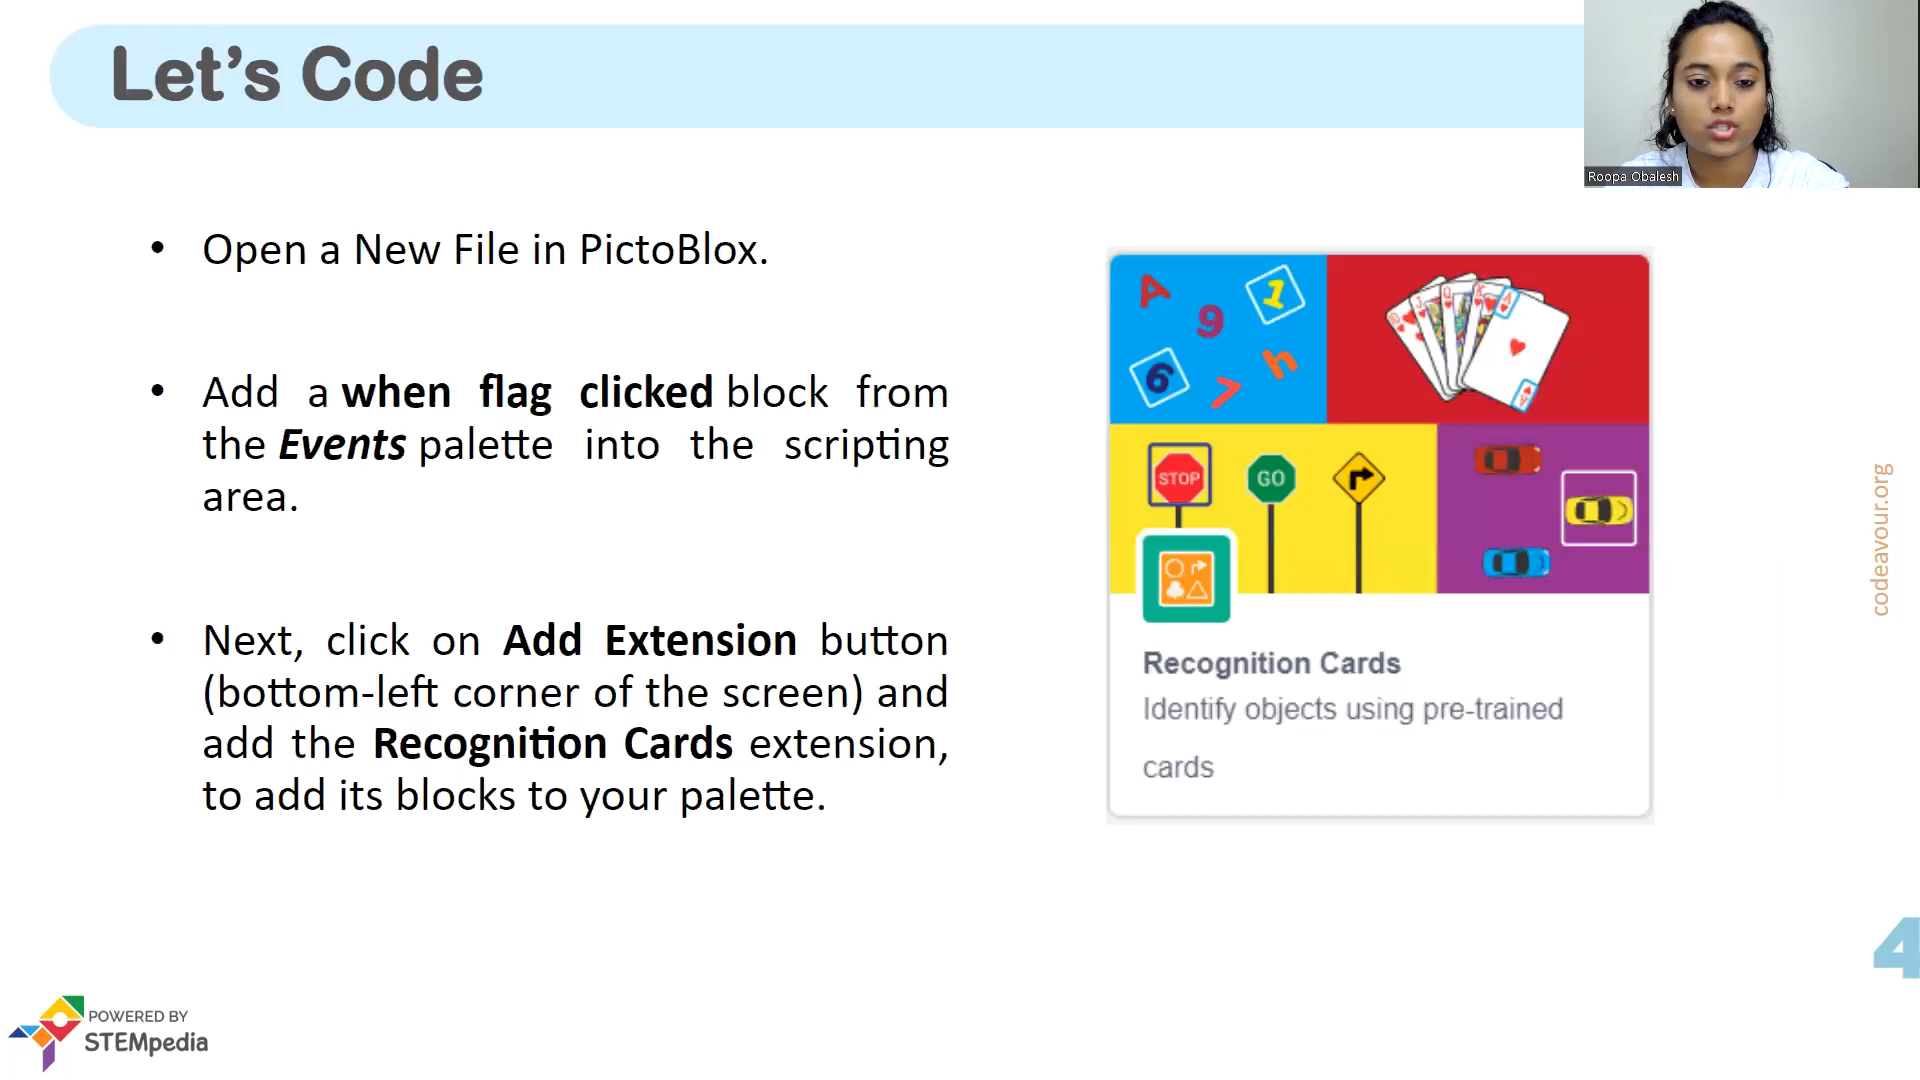 Let's Code
Roopa Obalesh
• Open a New File in PictoBlox.
• Add a when flag clicked block from
the Events palette into the scripting
area.
• Next, click on Add Extension button
(bottom-left corner of the screen) and
add the Recognition Cards extension,
to add its blocks to your palette.
A
9
1
6
7
h
10 J Q K A
A
STOP
GO
Recognition Cards
Identify objects using pre-trained
cards
codeavour.org
4
POWERED BY
STEMpedia